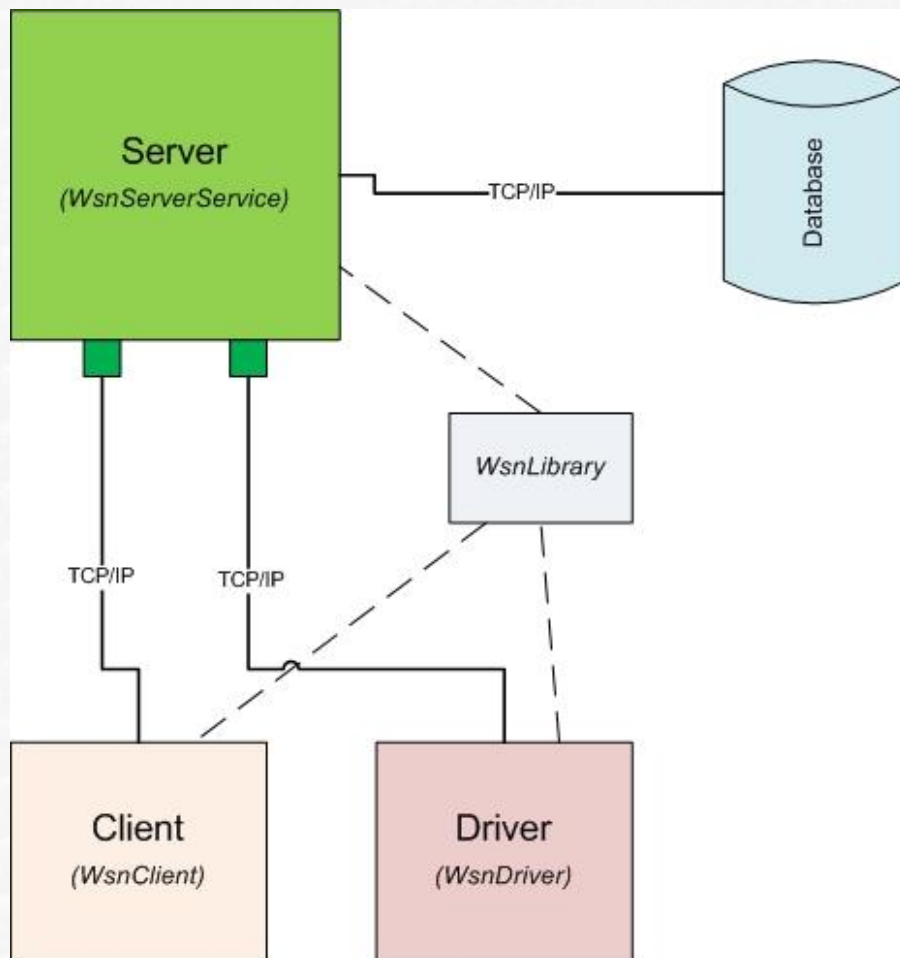 Server
(WsnServerService)
TCP/IP
Database
WsnLibrary
TCP/IP
TCP/IP
Client
(WsnClient)
Driver
(WsnDriver)